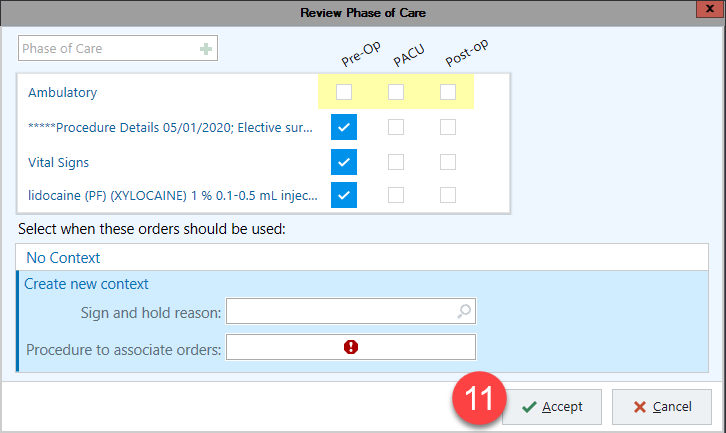 Review Phase of Care
x
Phase of Care
Pre-Op PACU Post-op
Ambulatory
*****Procedure Details 05/01/2020; Elective sur...
Vital Signs
lidocaine (PF) (XYLOCAINE) 1 % 0.1-0.5 mL injec...
Select when these orders should be used:
No Context
Create new context
Sign and hold reason:
Procedure to associate orders:
11
Accept Cancel